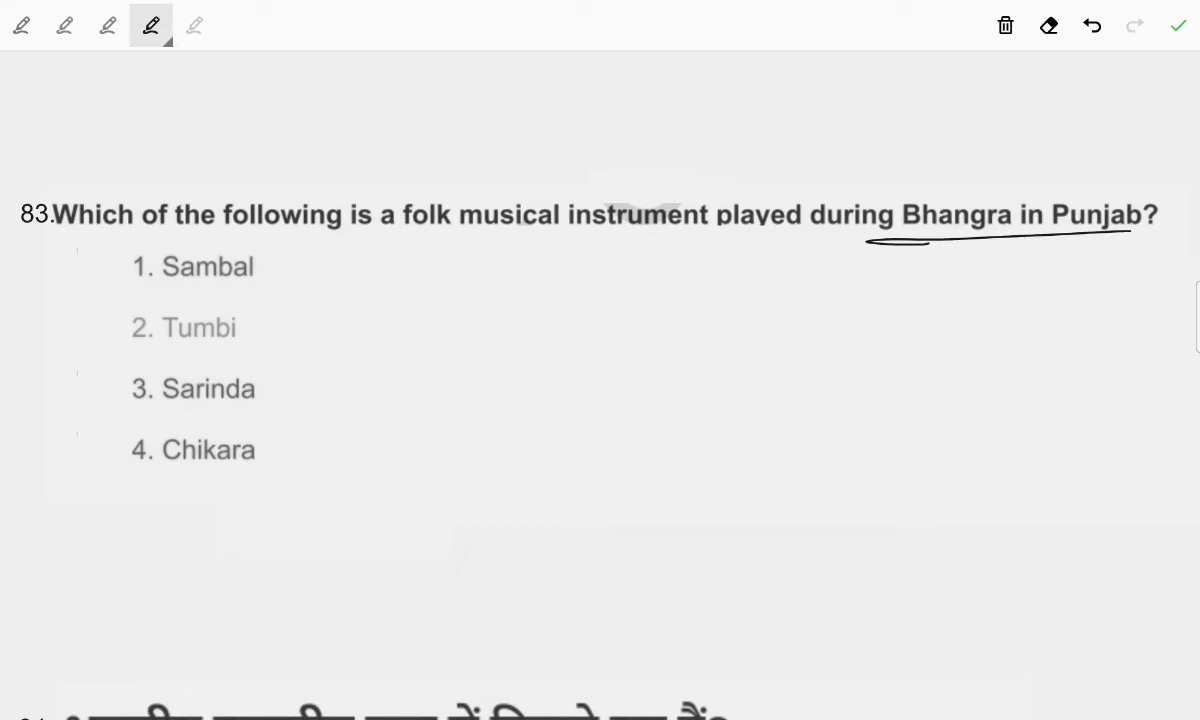 83.Which of the following is a folk musical instrument played during Bhangra in Punjab?
1. Sambal
2. Tumbi
3. Sarinda
4. Chikara